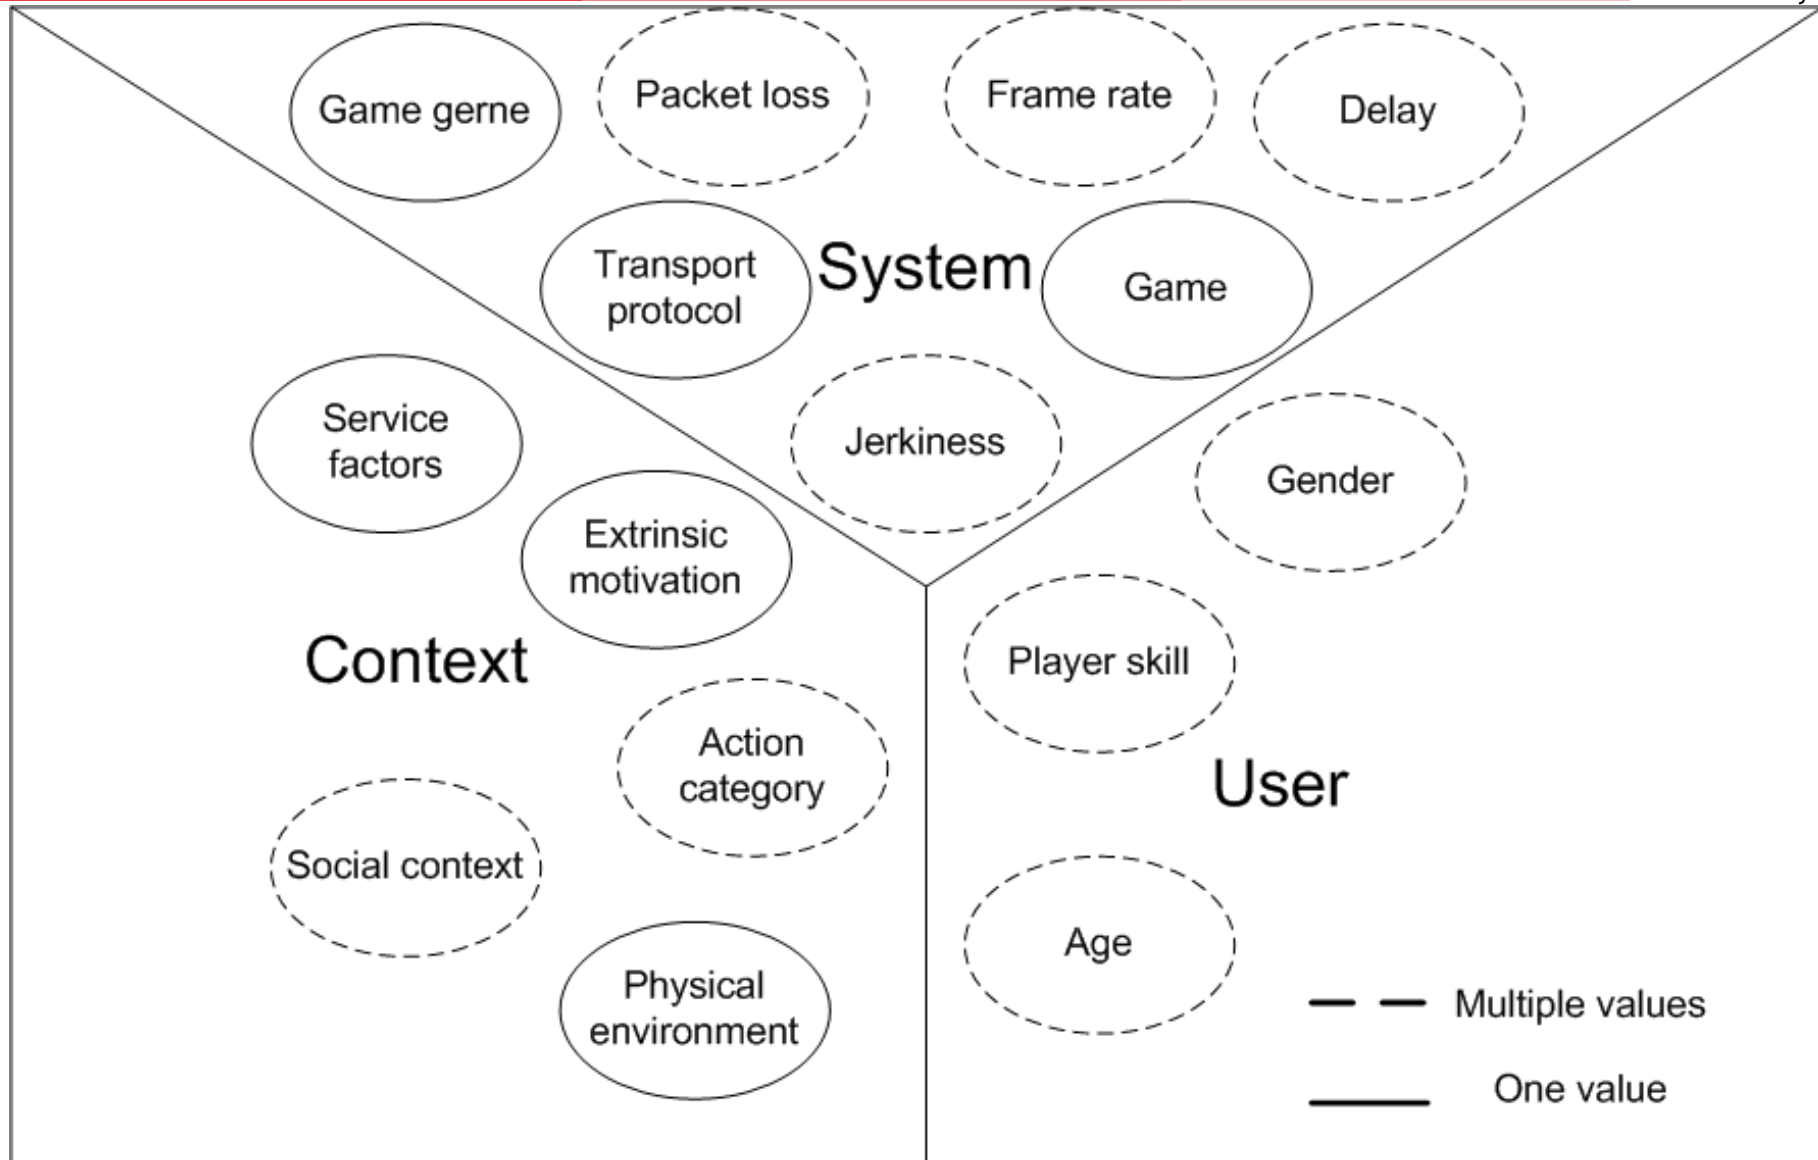 Game gerne
Packet loss
Frame rate
Delay
Transport
protocol
System
Game
Jerkiness
Service
factors
Extrinsic
motivation
Context
Action
category
Social context
Physical
environment
Gender
Player skill
User
Age
Multiple values
One value